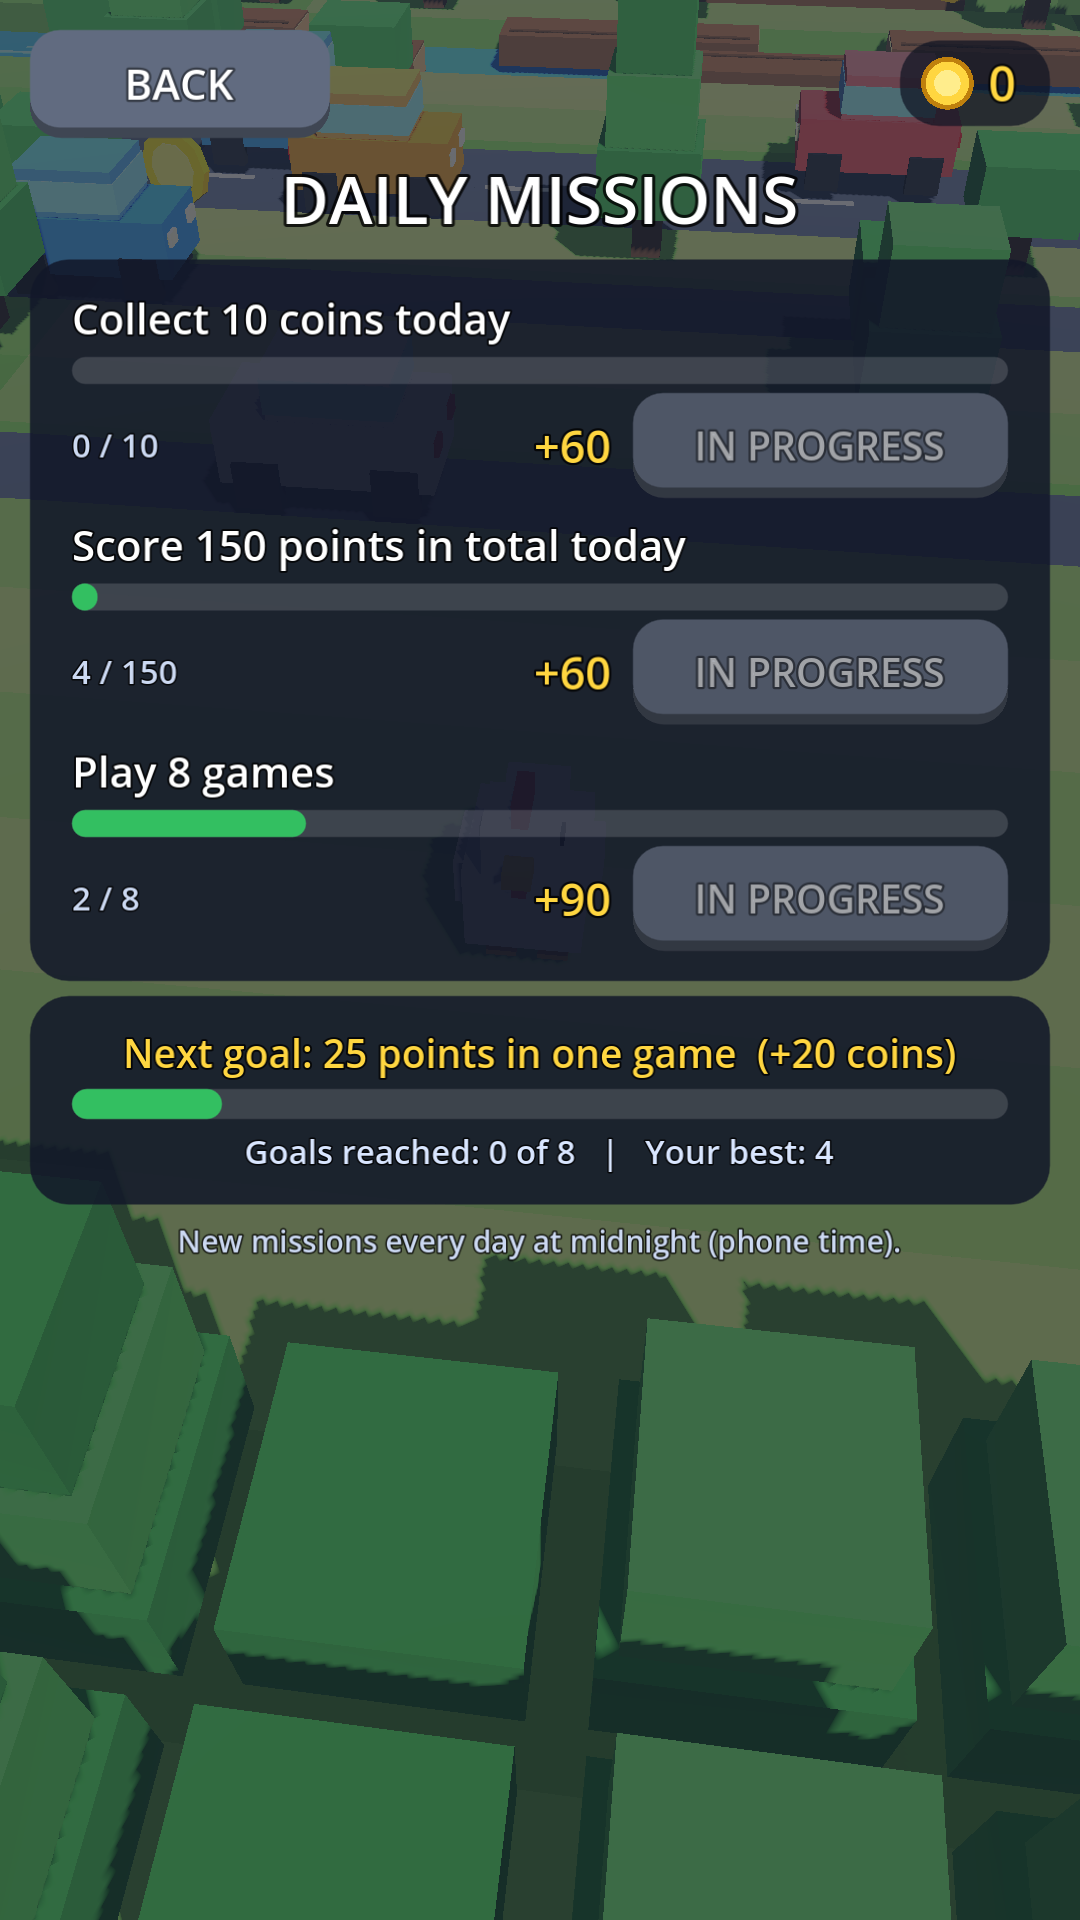 BACK
0
DAILY MISSIONS
Collect 10 coins today
0 / 10
+60
IN PROGRESS
Score 150 points in total today
4 / 150
+60
IN PROGRESS
Play 8 games
2 / 8
+90
IN PROGRESS
Next goal: 25 points in one game (+20 coins)
Goals reached: 0 of 8 | Your best: 4
New missions every day at midnight (phone time).